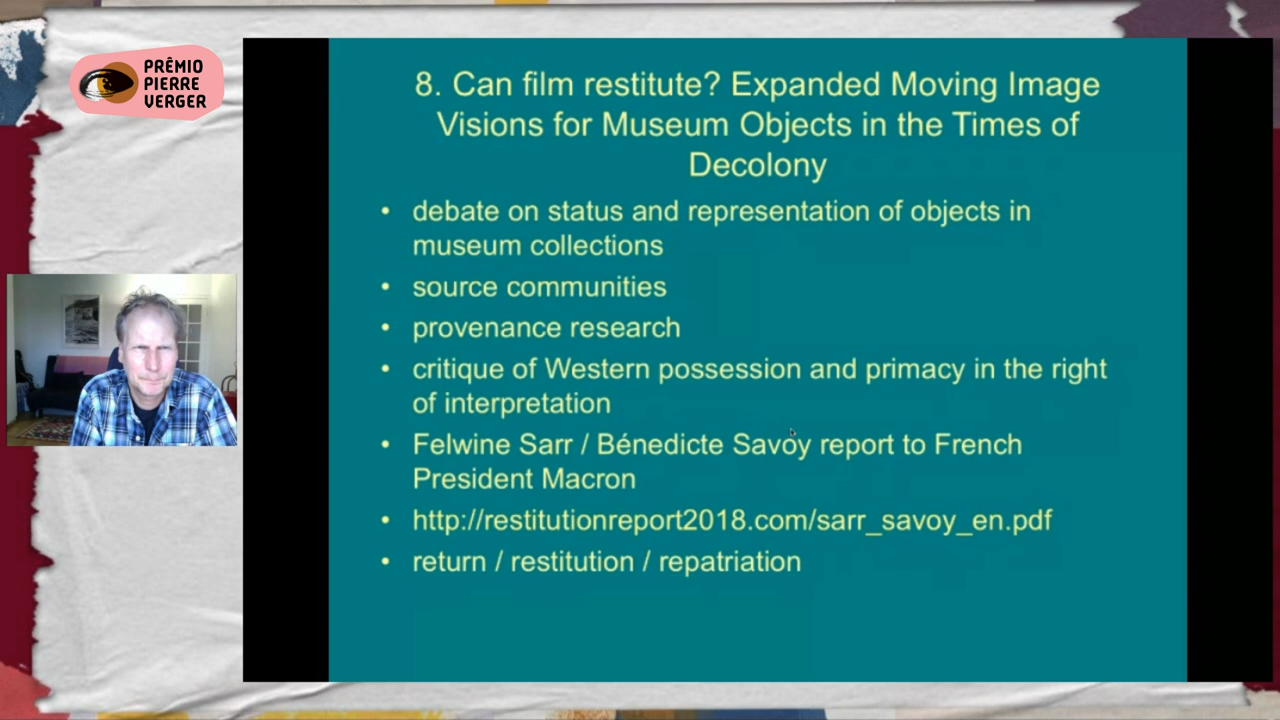 PRÊMIO
PIERRE
VERGER
8. Can film restitute? Expanded Moving Image
Visions for Museum Objects in the Times of
Decolony
• debate on status and representation of objects in
museum collections
• source communities
• provenance research
• critique of Western possession and primacy in the right
of interpretation
• Felwine Sarr / Bénedicte Savoy report to French
President Macron
• http://restitutionreport2018.com/sarr_savoy_en.pdf
• return / restitution / repatriation